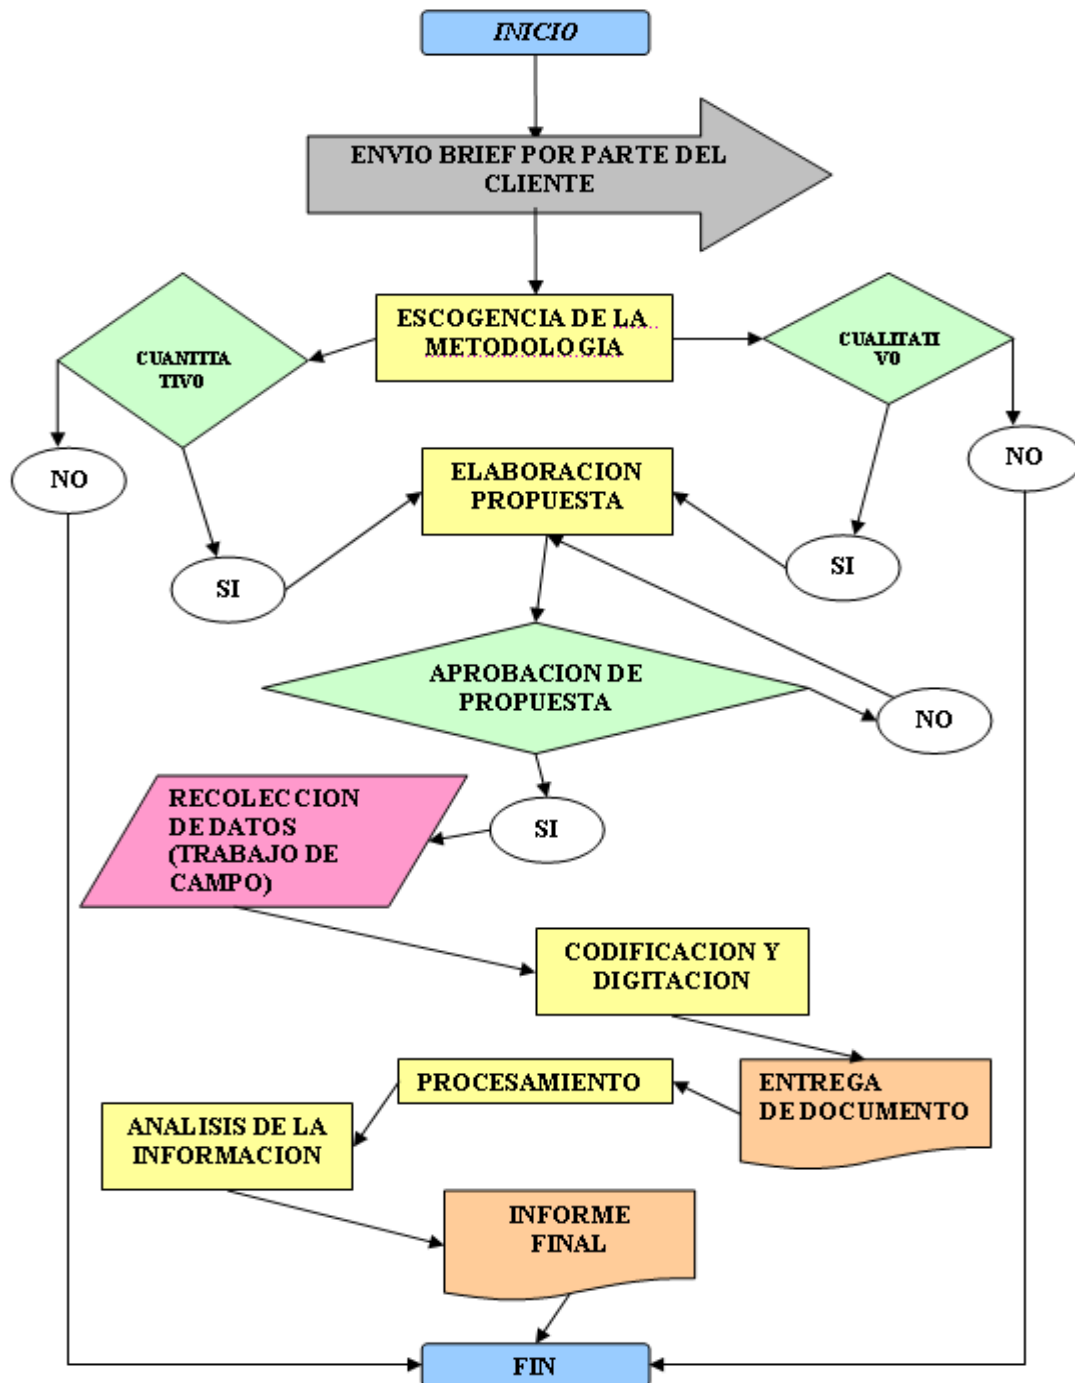 INICIO
ENVIO BRIEF POR PARTE DEL
CLIENTE
ESCOGENCIA DE LA
METODOLOGIA
CUANTITA
TIVO
CUALITATI
VO
NO
NO
ELABORACION
PROPUESTA
SI
SI
APROBACION DE
PROPUESTA
NO
SI
RECOLECCION
DE DATOS
(TRABAJO DE
CAMPO)
CODIFICACION Y
DIGITACION
ENTREGA
DE DOCUMENTO
PROCESAMIENTO
ANALISIS DE LA
INFORMACION
INFORME
FINAL
FIN